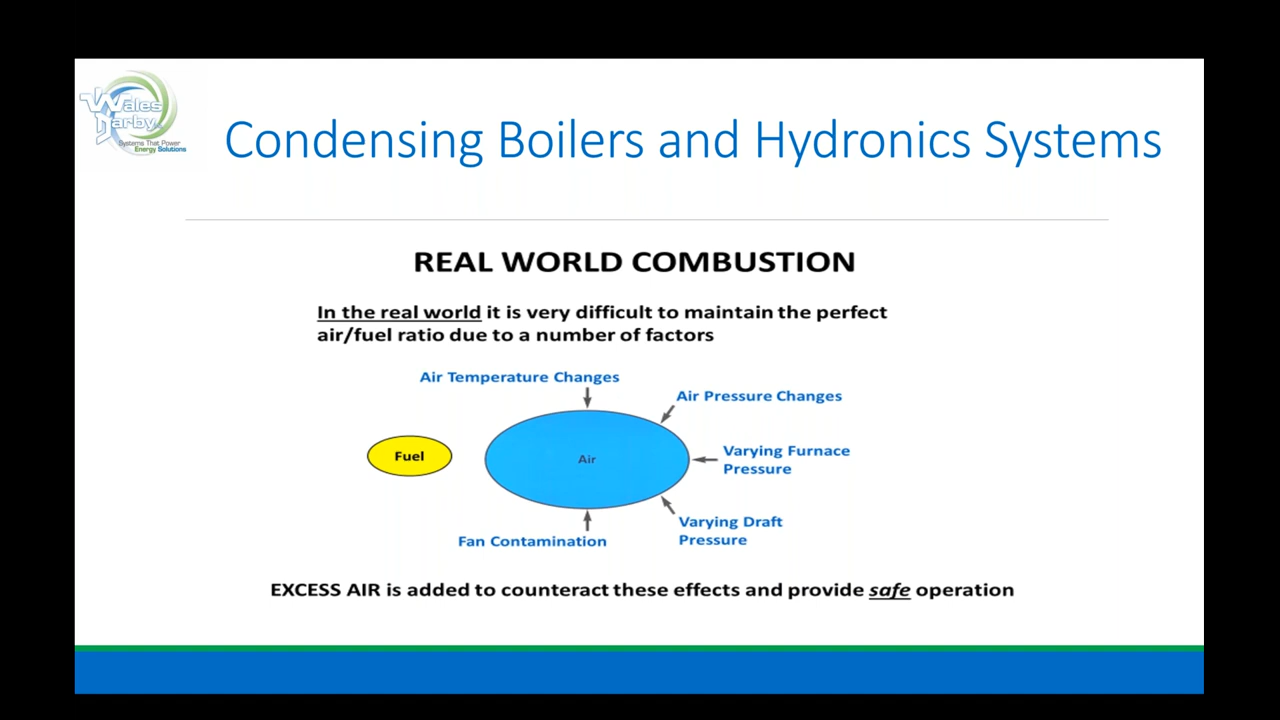 Wales
Darby
Systems That Power
Energy Solutions
Condensing Boilers and Hydronics Systems
REAL WORLD COMBUSTION
In the real world it is very difficult to maintain the perfect
air/fuel ratio due to a number of factors
Air Temperature Changes
Air Pressure Changes
Fuel
Air
Varying Furnace
Pressure
Varying Draft
Pressure
Fan Contamination
EXCESS AIR is added to counteract these effects and provide safe operation